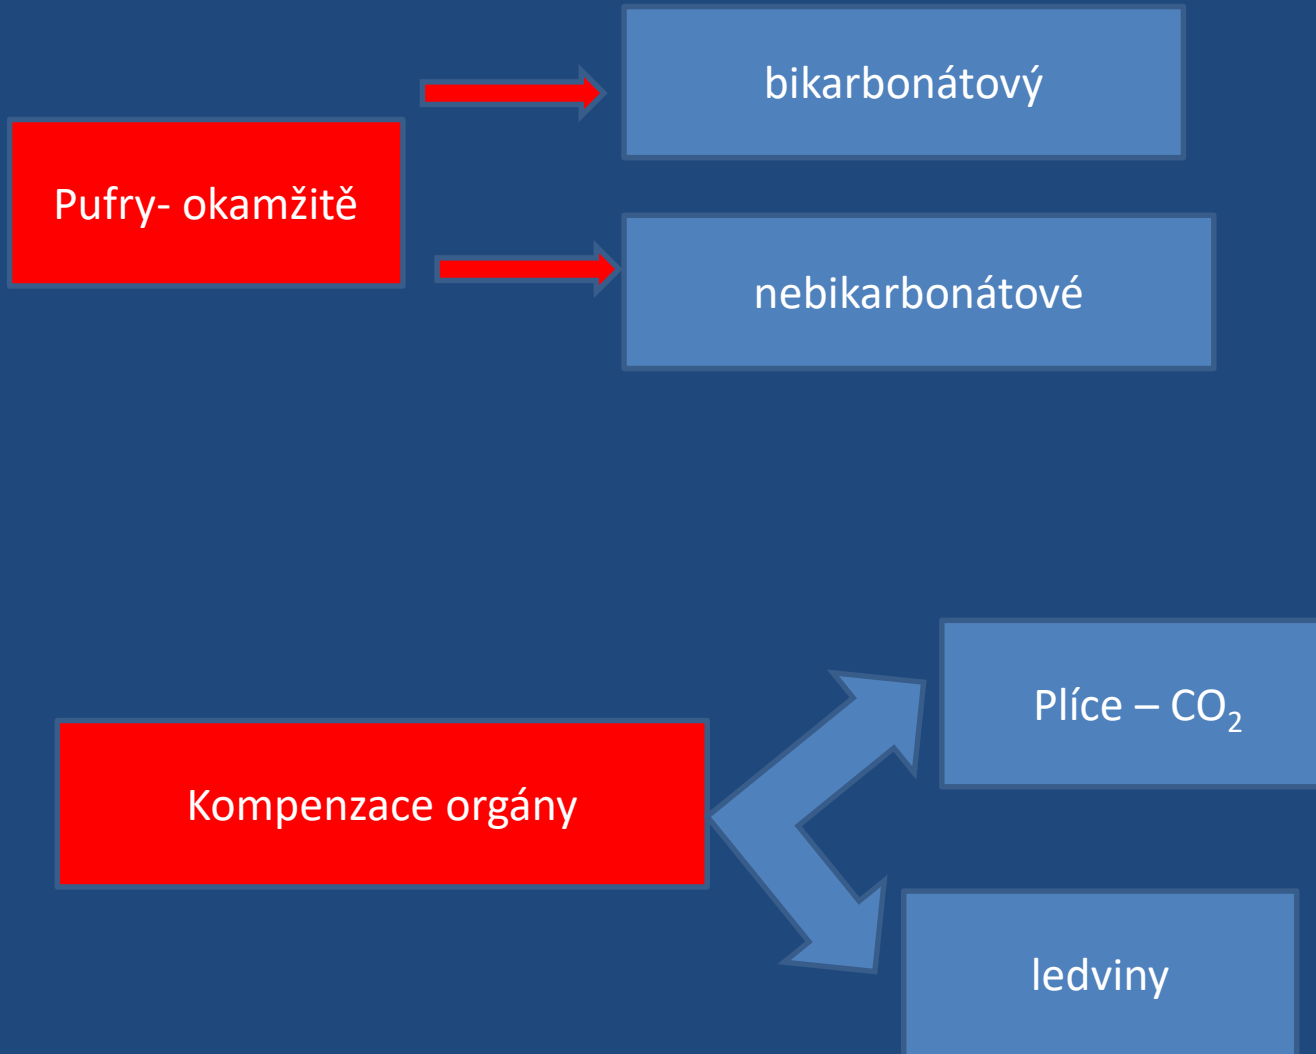 bikarbonátový
Pufry- okamžitě
nebikarbonátové
Plíce – CO₂
Kompenzace orgány
ledviny